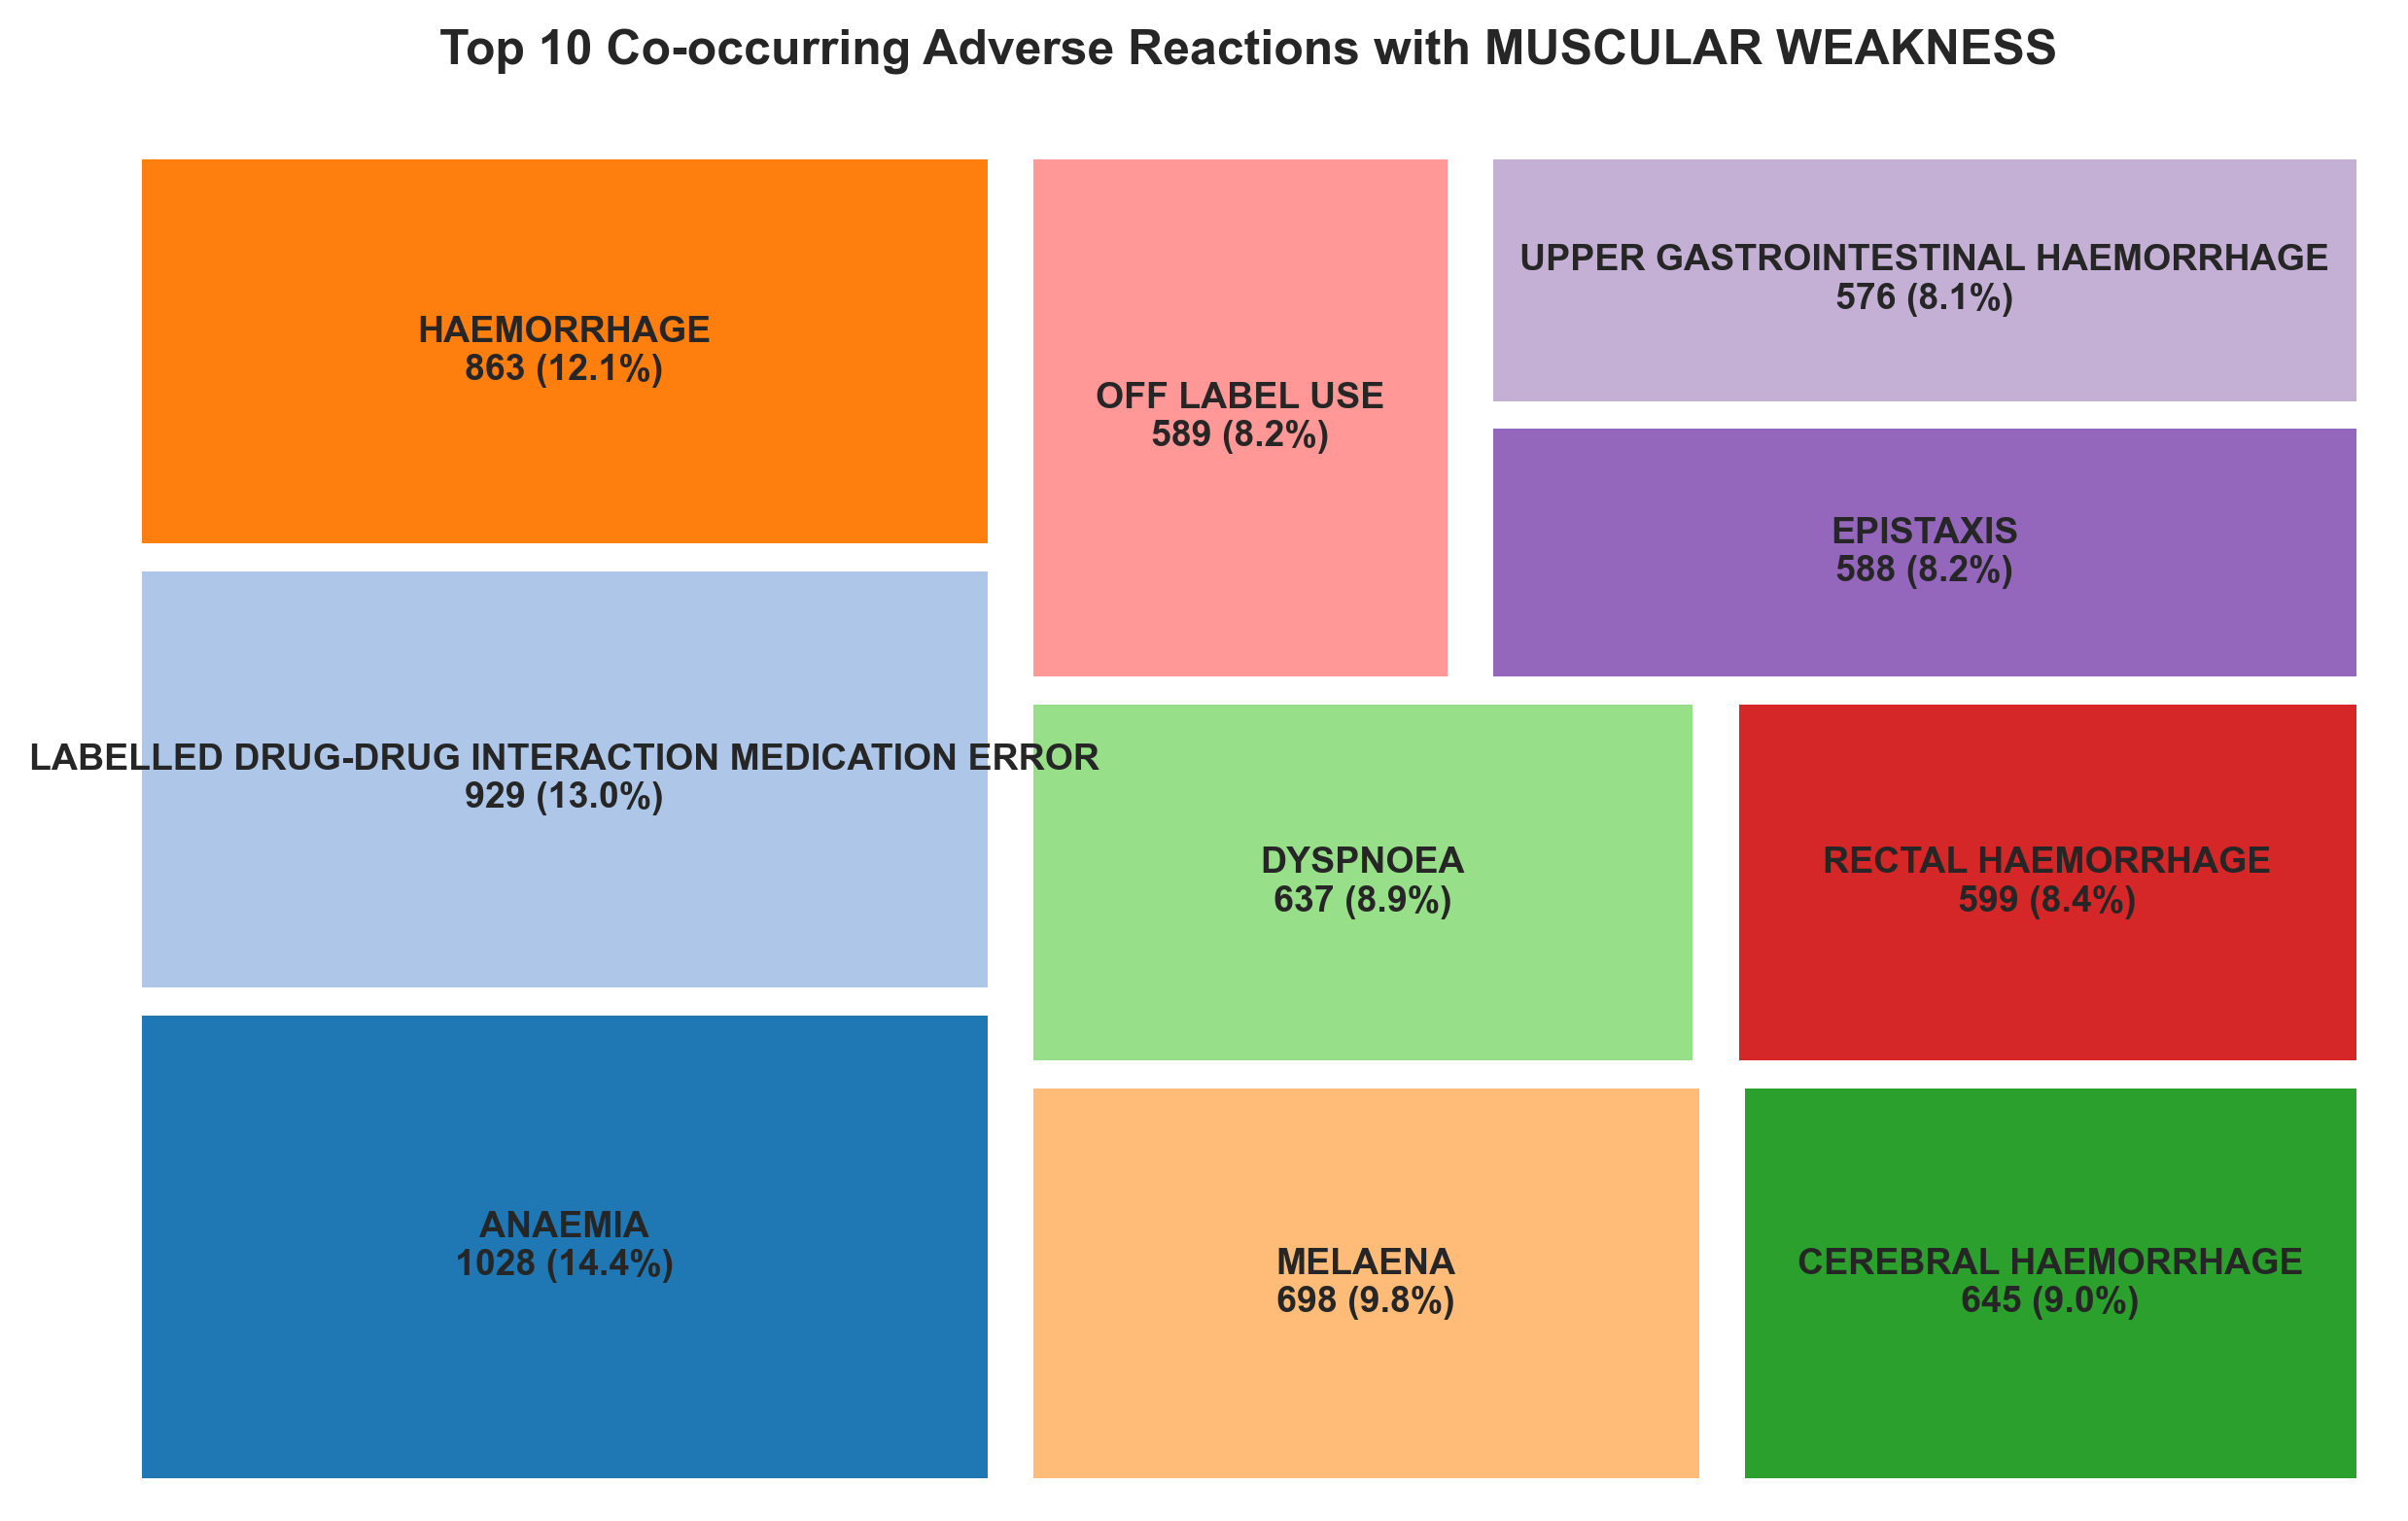 Top 10 Co-occurring Adverse Reactions with MUSCULAR WEAKNESS
HAEMORRHAGE
863 (12.1%)
OFF LABEL USE
589 (8.2%)
UPPER GASTROINTESTINAL HAEMORRHAGE
576 (8.1%)
EPISTAXIS
588 (8.2%)
LABELLED DRUG-DRUG INTERACTION MEDICATION ERROR
929 (13.0%)
DYSPNOEA
637 (8.9%)
RECTAL HAEMORRHAGE
599 (8.4%)
ANAEMIA
1028 (14.4%)
MELAENA
698 (9.8%)
CEREBRAL HAEMORRHAGE
645 (9.0%)